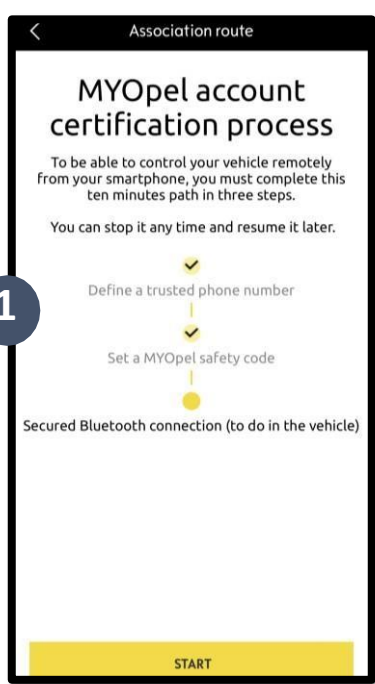 Association route
MYOpel account
certification process
To be able to control your vehicle remotely
from your smartphone, you must complete this
ten minutes path in three steps.
You can stop it any time and resume it later.
Define a trusted phone number
1
Set a MYOpel safety code
Secured Bluetooth connection (to do in the vehicle)
START